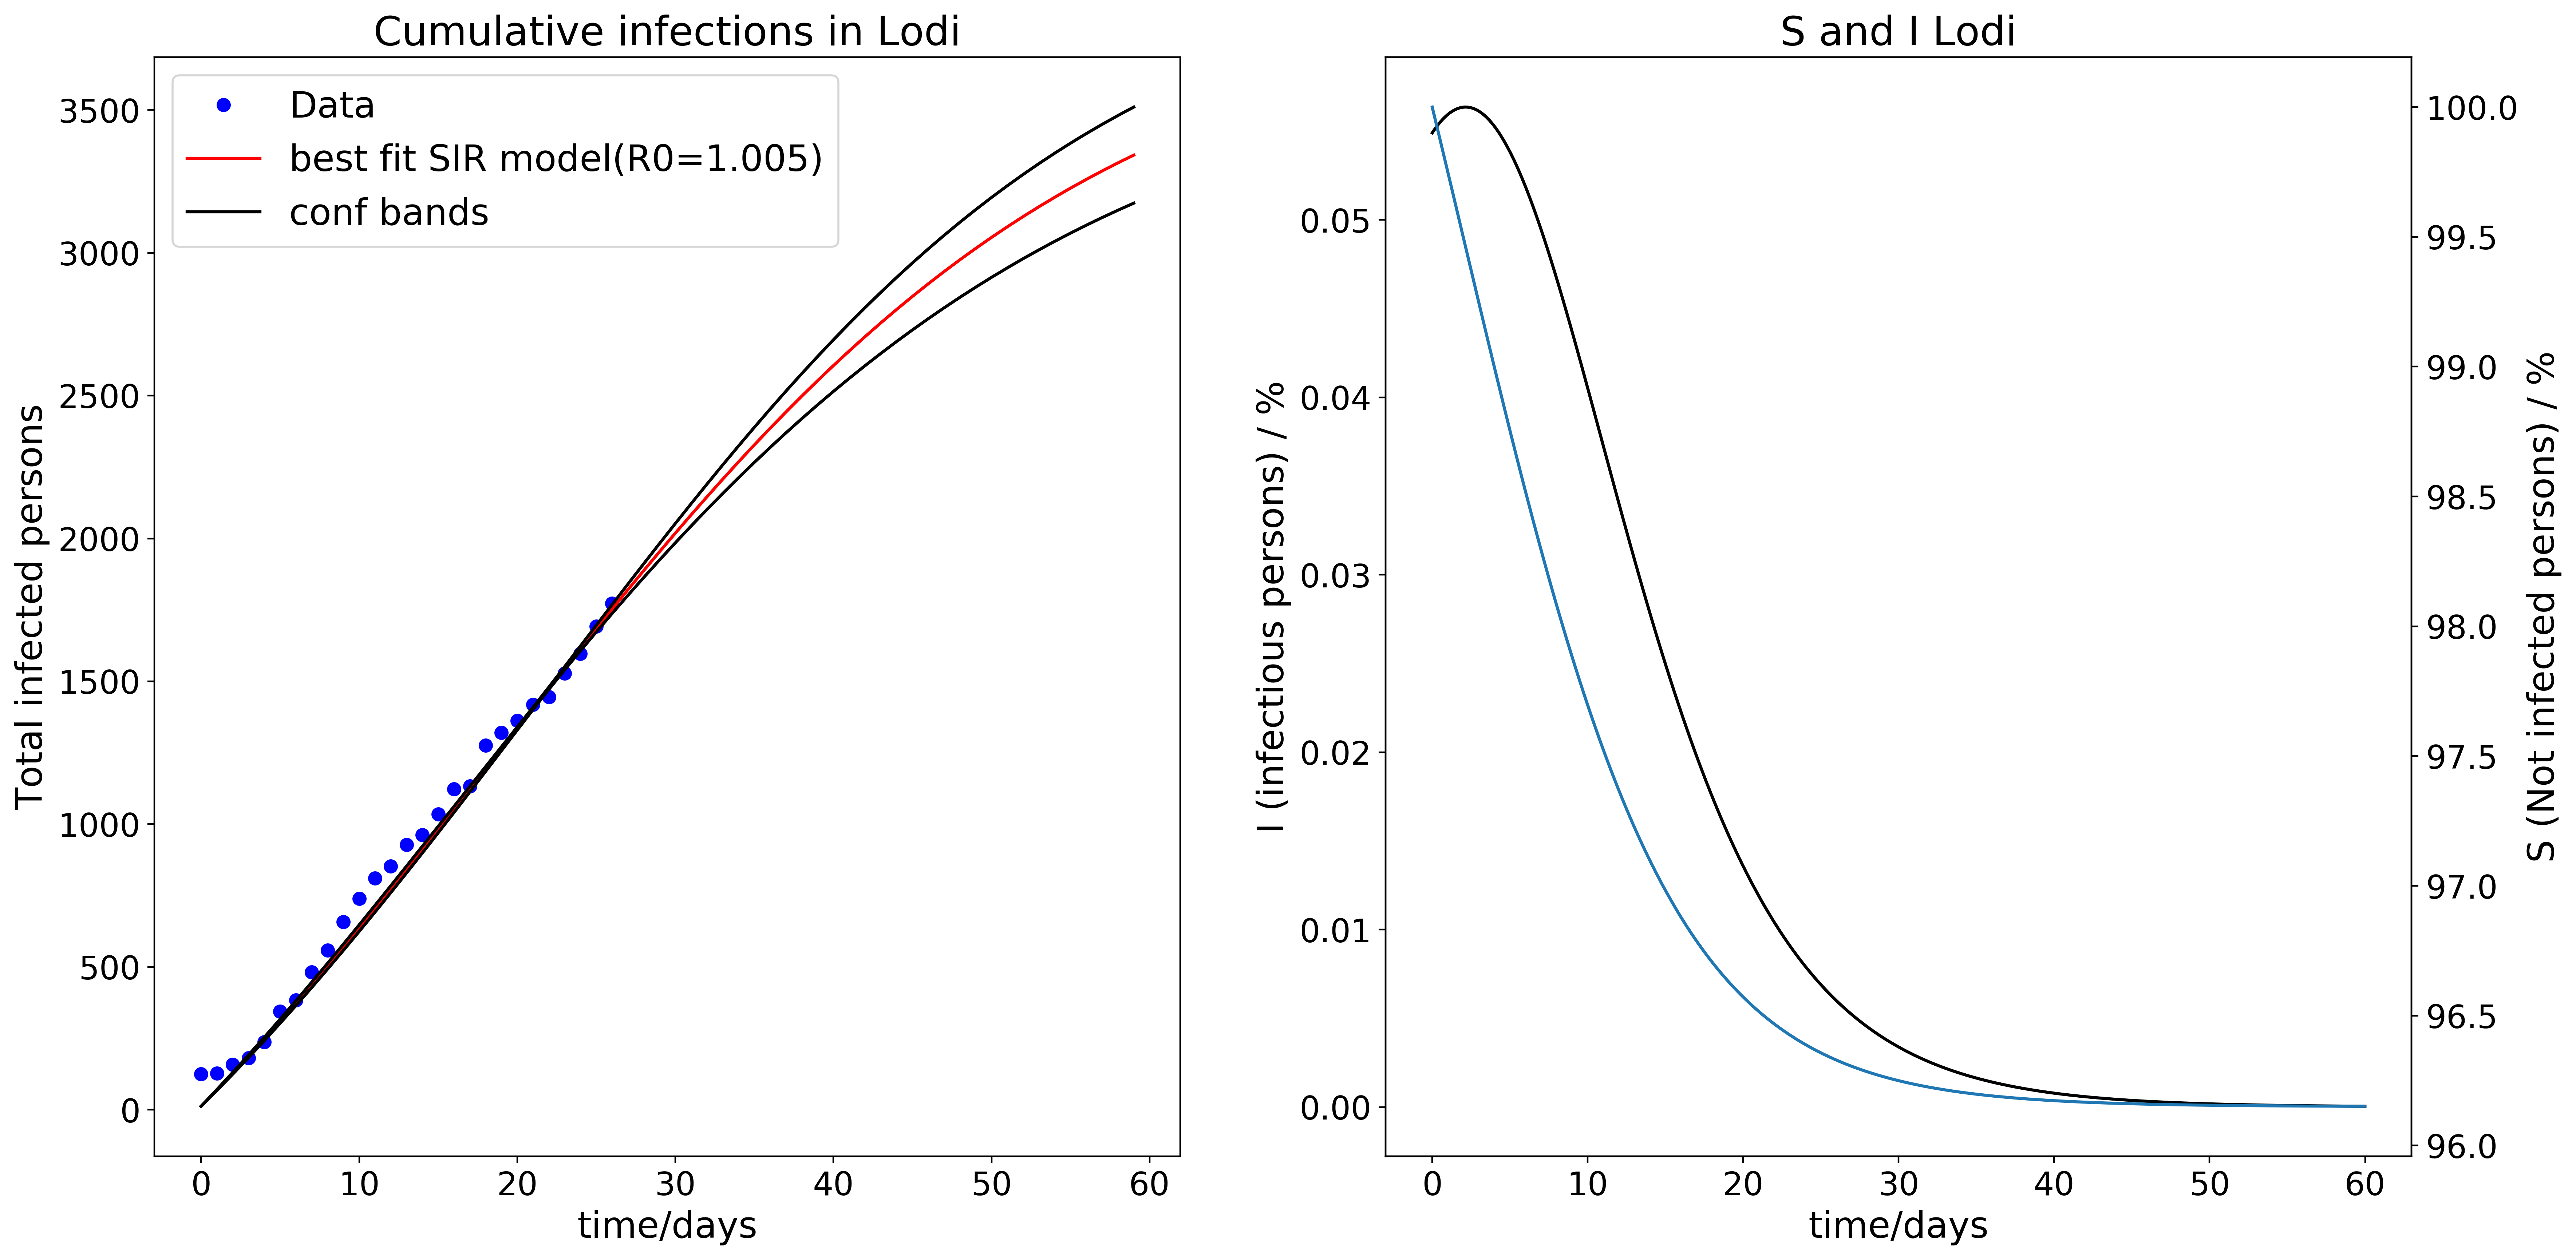 Cumulative infections in Lodi
Data
best fit SIR model(R0=1.005)
conf bands
Total infected persons
3500
3000
2500
2000
1500
1000
500
0
0 10 20 30 40 50 60
time/days
S and I Lodi
I (infectious persons) / %
0.05
0.04
0.03
0.02
0.01
0.00
100.0
99.5
99.0
98.5
98.0
97.5
97.0
96.5
96.0
S (Not infected persons) / %
0 10 20 30 40 50 60
time/days